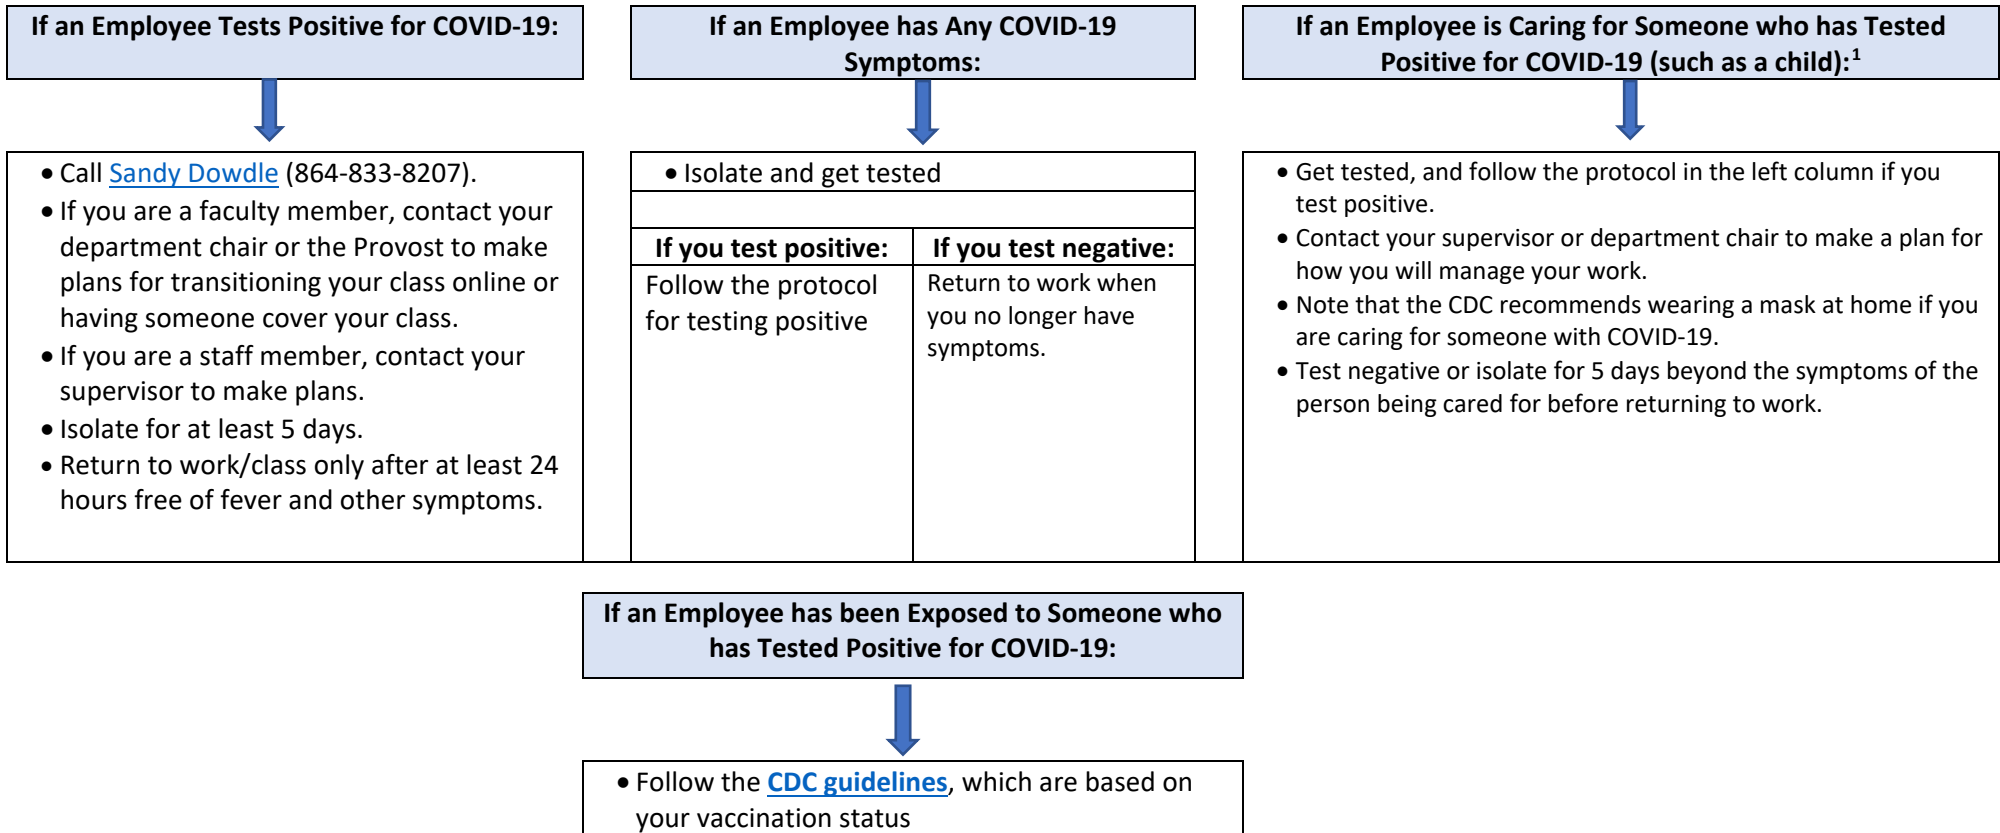 If an Employee Tests Positive for COVID-19:
• Call Sandy Dowdle (864-833-8207).
• If you are a faculty member, contact your
department chair or the Provost to make
plans for transitioning your class online or
having someone cover your class.
• If you are a staff member, contact your
supervisor to make plans.
• Isolate for at least 5 days.
• Return to work/class only after at least 24
hours free of fever and other symptoms.
If an Employee has Any COVID-19
Symptoms:
• Isolate and get tested
If you test positive:
Follow the protocol
for testing positive
If you test negative:
Return to work when
you no longer have
symptoms.
If an Employee is Caring for Someone who has Tested
Positive for COVID-19 (such as a child):¹
• Get tested, and follow the protocol in the left column if you
test positive.
• Contact your supervisor or department chair to make a plan for
how you will manage your work.
• Note that the CDC recommends wearing a mask at home if you
are caring for someone with COVID-19.
• Test negative or isolate for 5 days beyond the symptoms of the
person being cared for before returning to work.
If an Employee has been Exposed to Someone who
has Tested Positive for COVID-19:
• Follow the CDC guidelines, which are based on
your vaccination status